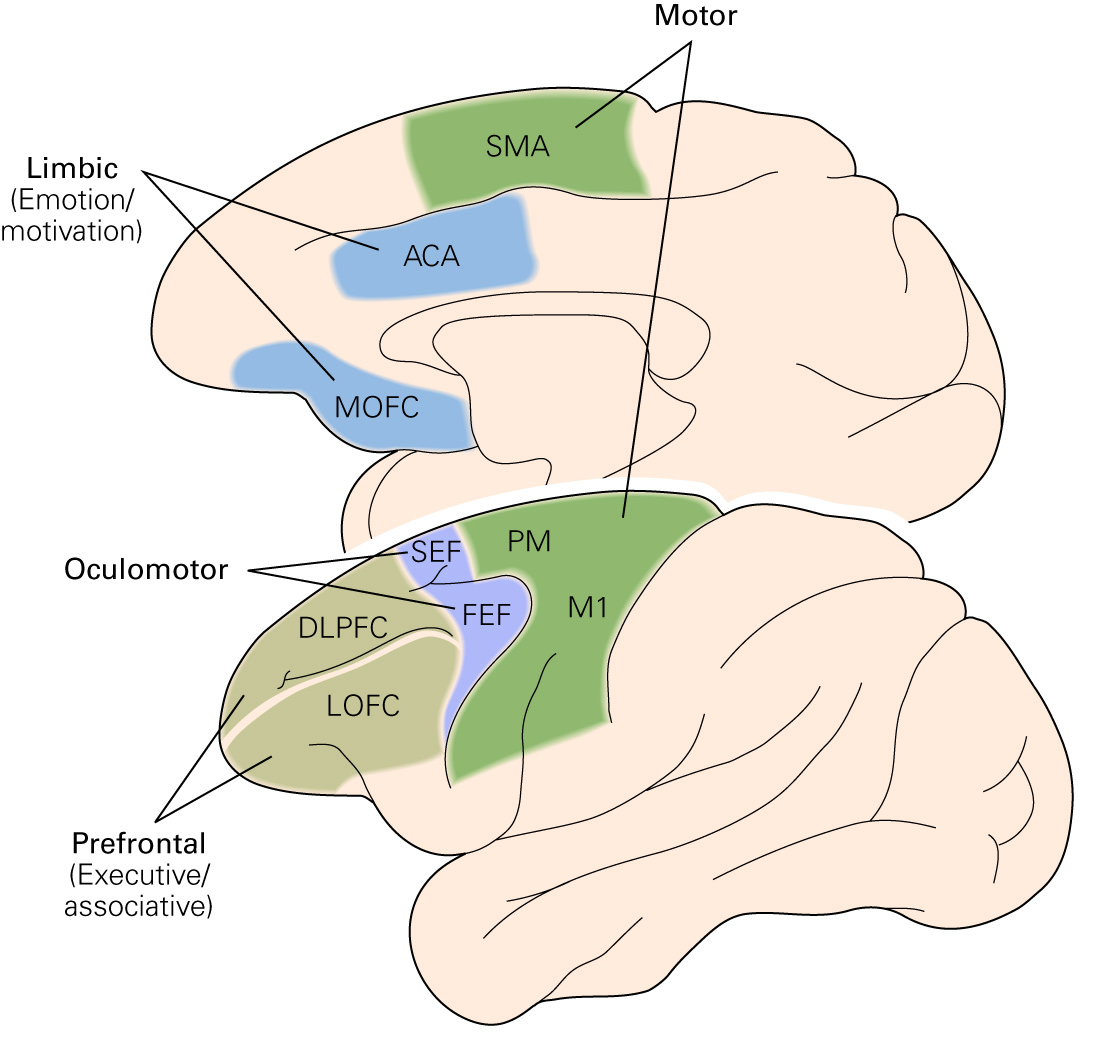 Motor
SMA
Limbic
(Emotion/
motivation)
ACA
MOFC
SEF
PM
Oculomotor
FEF
M1
DLPFC
LOFC
Prefrontal
(Executive/
associative)